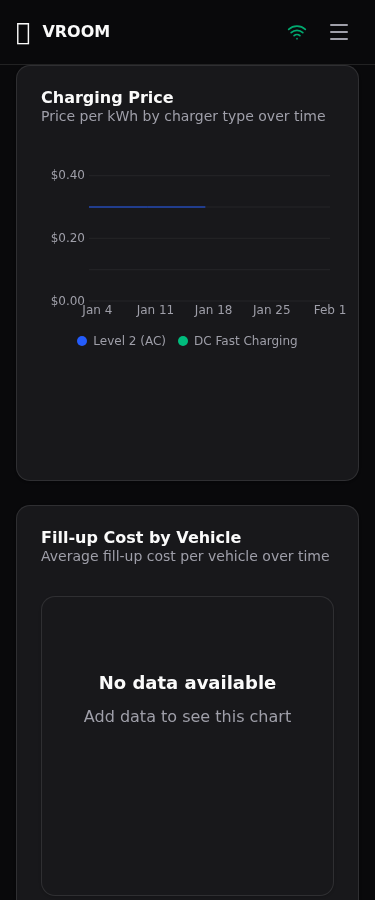 VROOM
Charging Price
Price per kWh by charger type over time
$0.40
$0.20
$0.00
Jan 4 Jan 11 Jan 18 Jan 25 Feb 1
Level 2 (AC) DC Fast Charging
Fill-up Cost by Vehicle
Average fill-up cost per vehicle over time
No data available
Add data to see this chart